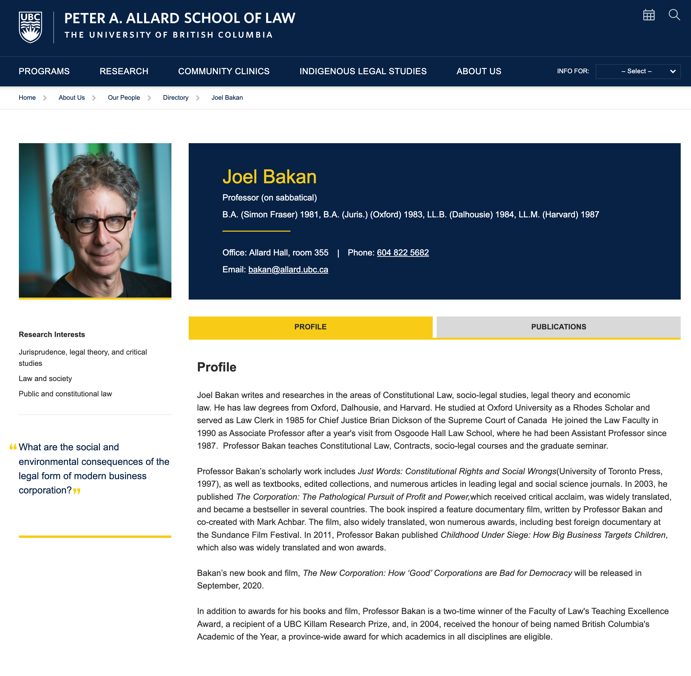 UBC
PETER A. ALLARD SCHOOL OF LAW
THE UNIVERSITY OF BRITISH COLUMBIA
PROGRAMS RESEARCH COMMUNITY CLINICS INDIGENOUS LEGAL STUDIES ABOUT US INFO FOR: – Select –
Home > About Us > Our People > Directory > Joel Bakan
Joel Bakan
Professor (on sabbatical)
B.A. (Simon Fraser) 1981, B.A. (Juris.) (Oxford) 1983, LL.B. (Dalhousie) 1984, LL.M. (Harvard) 1987
Office: Allard Hall, room 355 | Phone: 604 822 5682
Email: bakan@allard.ubc.ca
Research Interests
Jurisprudence, legal theory, and critical
studies
Law and society
Public and constitutional law
“What are the social and
environmental consequences of the
legal form of modern business
corporation?”
PROFILE PUBLICATIONS
Profile
Joel Bakan writes and researches in the areas of Constitutional Law, socio-legal studies, legal theory and economic
law. He has law degrees from Oxford, Dalhousie, and Harvard. He studied at Oxford University as a Rhodes Scholar and
served as Law Clerk in 1985 for Chief Justice Brian Dickson of the Supreme Court of Canada  He joined the Law Faculty in
1990 as Associate Professor after a year's visit from Osgoode Hall Law School, where he had been Assistant Professor since
1987.  Professor Bakan teaches Constitutional Law, Contracts, socio-legal courses and the graduate seminar.
Professor Bakan's scholarly work includes Just Words: Constitutional Rights and Social Wrongs(University of Toronto Press,
1997), as well as textbooks, edited collections, and numerous articles in leading legal and social science journals. In 2003, he
published The Corporation: The Pathological Pursuit of Profit and Power,which received critical acclaim, was widely translated,
and became a bestseller in several countries. The book inspired a feature documentary film, written by Professor Bakan and
co-created with Mark Achbar. The film, also widely translated, won numerous awards, including best foreign documentary at
the Sundance Film Festival. In 2011, Professor Bakan published Childhood Under Siege: How Big Business Targets Children,
which also was widely translated and won awards.
Bakan's new book and film, The New Corporation: How ‘Good’ Corporations are Bad for Democracy will be released in
September, 2020.
In addition to awards for his books and film, Professor Bakan is a two-time winner of the Faculty of Law's Teaching Excellence
Award, a recipient of a UBC Killam Research Prize, and, in 2004, received the honour of being named British Columbia's
Academic of the Year, a province-wide award for which academics in all disciplines are eligible.